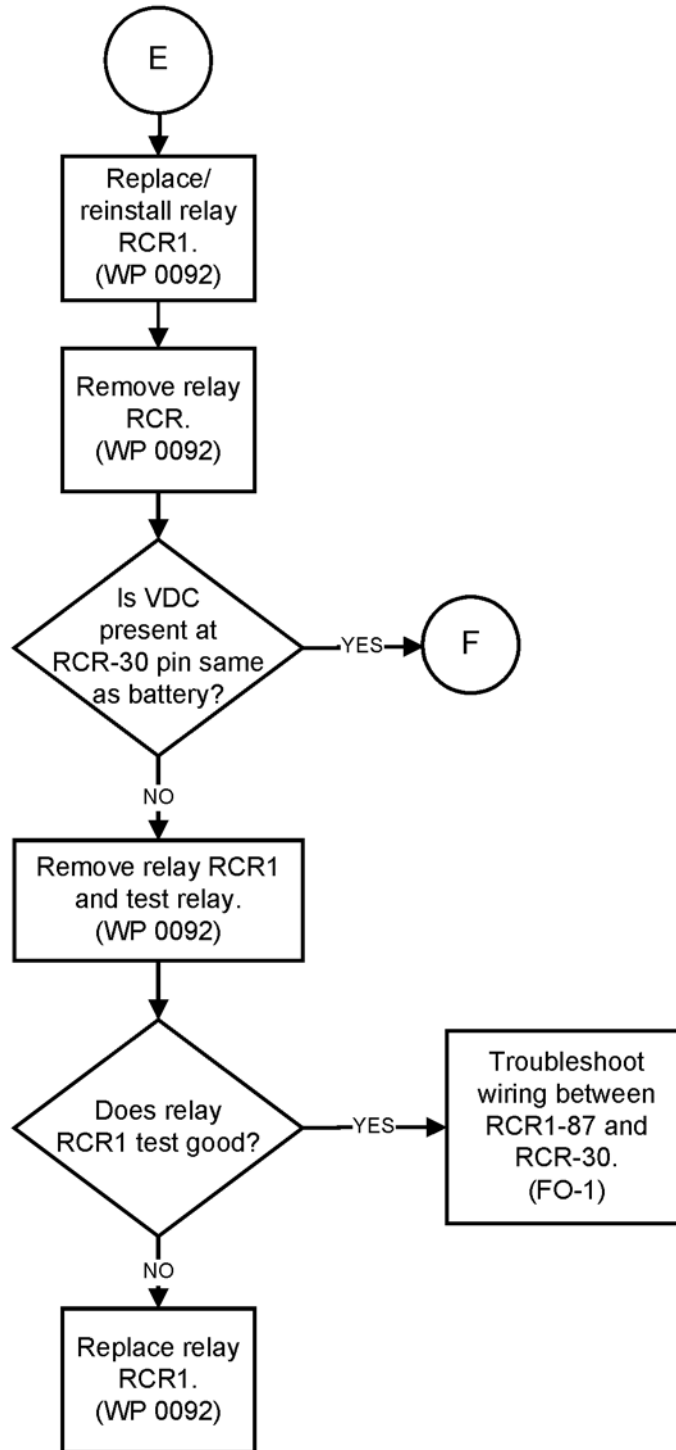 E
Replace/
reinstall relay
RCR1.
(WP 0092)
Remove relay
RCR.
(WP 0092)
Is VDC
present at
RCR-30 pin same
as battery?
YES
F
NO
Remove relay RCR1
and test relay.
(WP 0092)
Does relay
RCR1 test good?
YES
Troubleshoot
wiring between
RCR1-87 and
RCR-30.
(FO-1)
NO
Replace relay
RCR1.
(WP 0092)